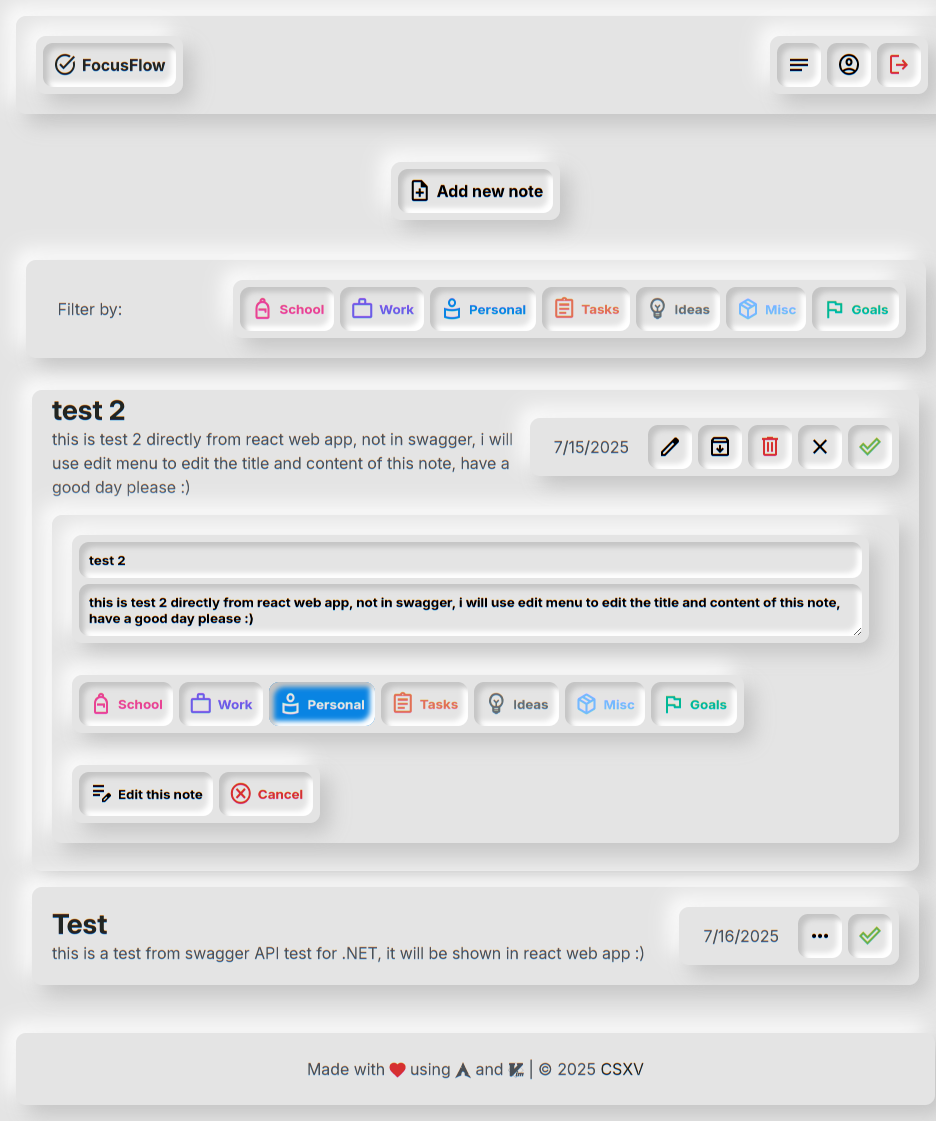 FocusFlow
Add new note
Filter by:
School Work Personal Tasks Ideas Misc Goals
test 2
this is test 2 directly from react web app, not in swagger, i will
use edit menu to edit the title and content of this note, have a
good day please :)
7/15/2025
test 2
this is test 2 directly from react web app, not in swagger, i will use edit menu to edit the title and content of this note,
have a good day please :)
School Work Personal Tasks Ideas Misc Goals
Edit this note Cancel
Test
this is a test from swagger API test for .NET, it will be shown in react web app :)
7/16/2025
Made with using and | © 2025 CSXV